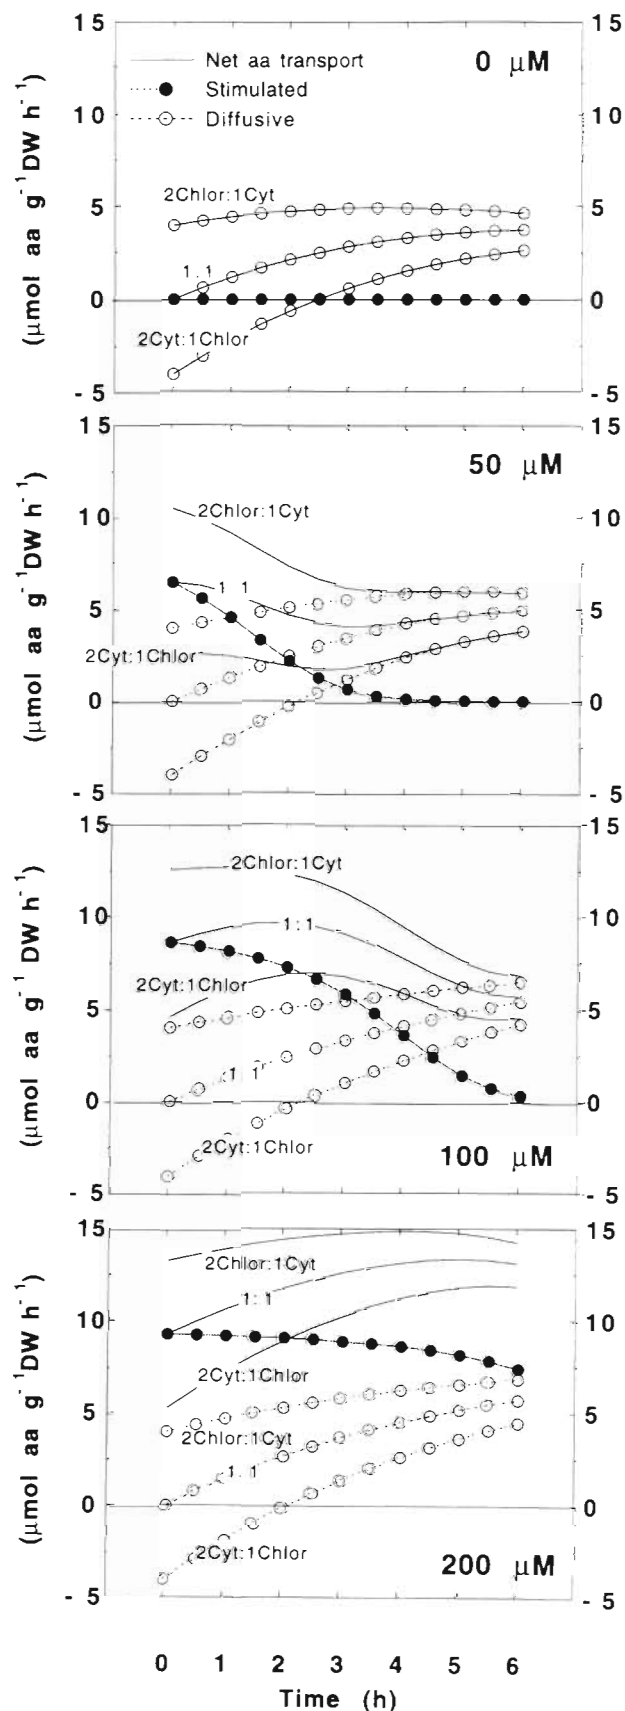 15 15
Net aa transport 0 μM
Stimulated
10 10
Diffusive
2Chlor:1Cyt
5 5
1:1
0 0
2Cyt:1Chlor
-5 -5
(μmol aa g⁻¹DW h⁻¹)
15 15
50 μM
2Chlor:1Cyt
10 10
1 1
5 5
2Cyt:1Chlor
0 0
-5 -5
(μmol aa g⁻¹DW h⁻¹)
15 15
2Chlor:1Cyt
10 10
1:1
2Cyt:1Chlor
5 5
1:1
0 0
2Cyt:1Chlor
100 μM
-5 -5
(μmol aa g⁻¹DW h⁻¹)
15 15
2Chlor:1Cyt
1:1
10 10
2Cyt:1Chlor
5 5
2Chlor:1Cyt
1:1
0 0
2Cyt:1Chlor
200 μM
-5 -5
(μmol aa g⁻¹DW h⁻¹)
0 1 2 3 4 5 6
Time (h)